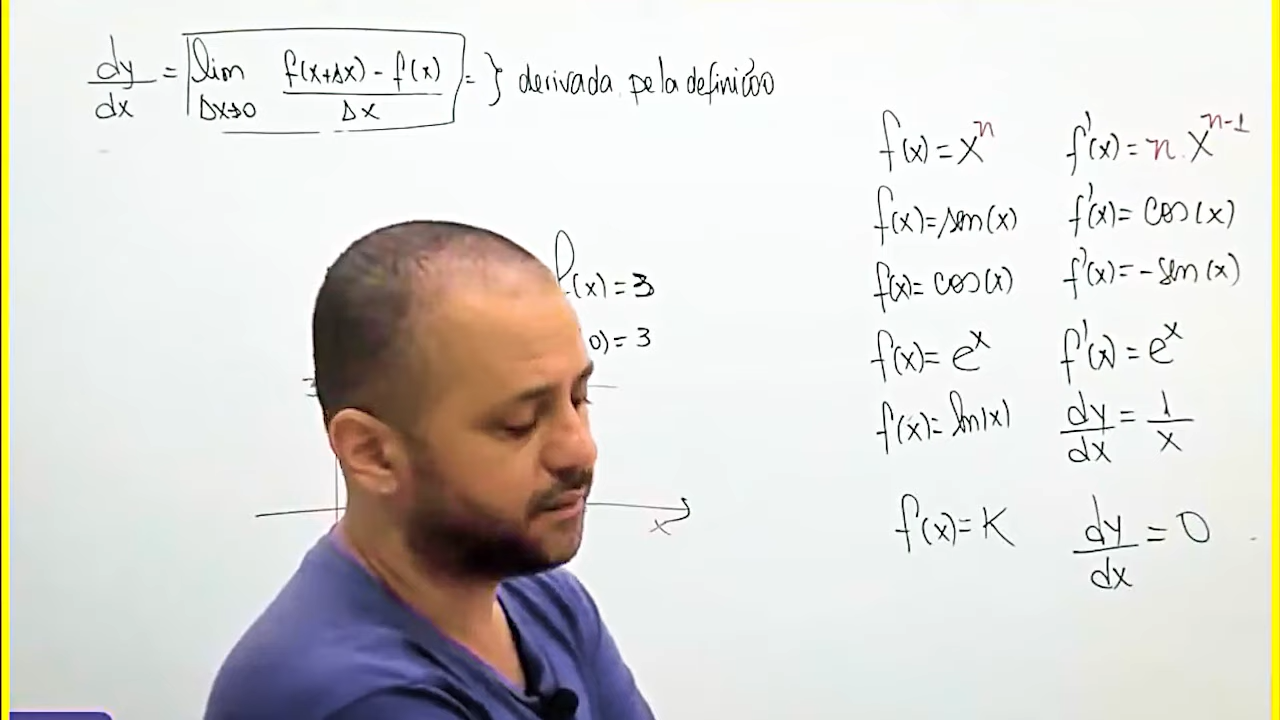 dy/dx = lim Δx→0 f(x+Δx) - f(x) / Δx = } derivada pela definição
f(x) = 3
0) = 3
x
f(x) = x^n f'(x) = n . x^n-1
f(x) = sen(x) f'(x) = cos(x)
f(x) = cos(x) f'(x) = - sen(x)
f(x) = e^x f'(x) = e^x
f(x) = ln(x) dy/dx = 1/x
f(x) = K dy/dx = 0